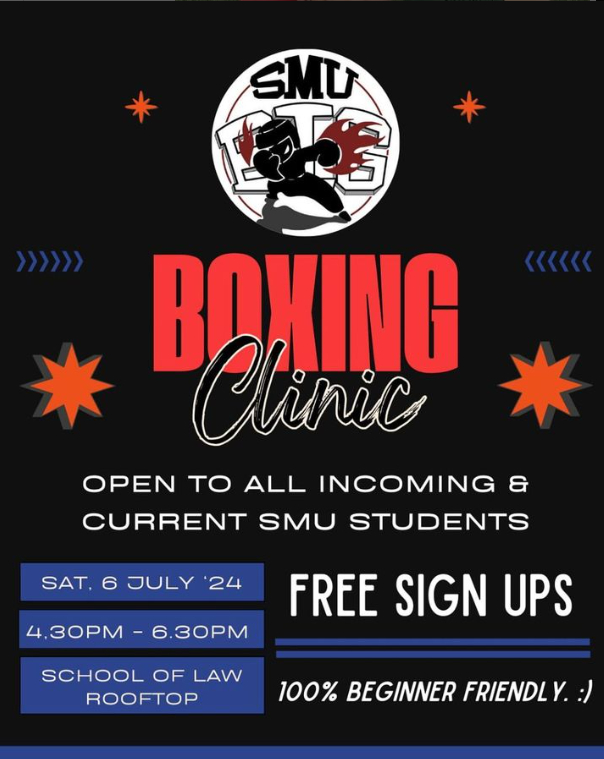 SMU
BIG
BOXING
Clinic
OPEN TO ALL INCOMING &
CURRENT SMU STUDENTS
SAT, 6 JULY '24
4.30PM - 6.30PM
SCHOOL OF LAW
ROOFTOP
FREE SIGN UPS
100% BEGINNER FRIENDLY. :)